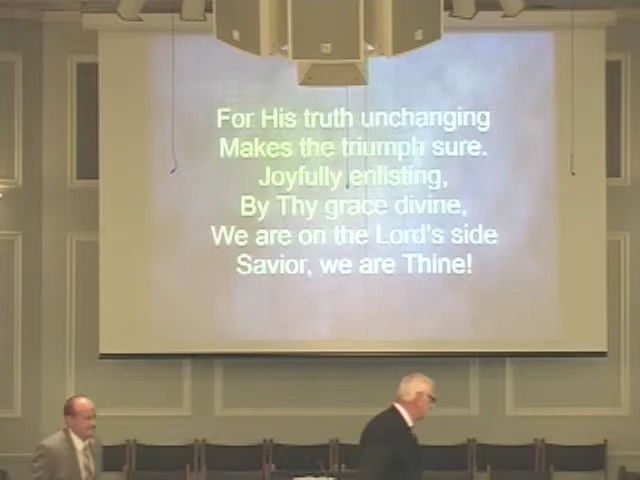 For His truth unchanging
Makes the triumph sure.
Joyfully enlisting,
By Thy grace divine,
We are on the Lord's side
Savior, we are Thine!